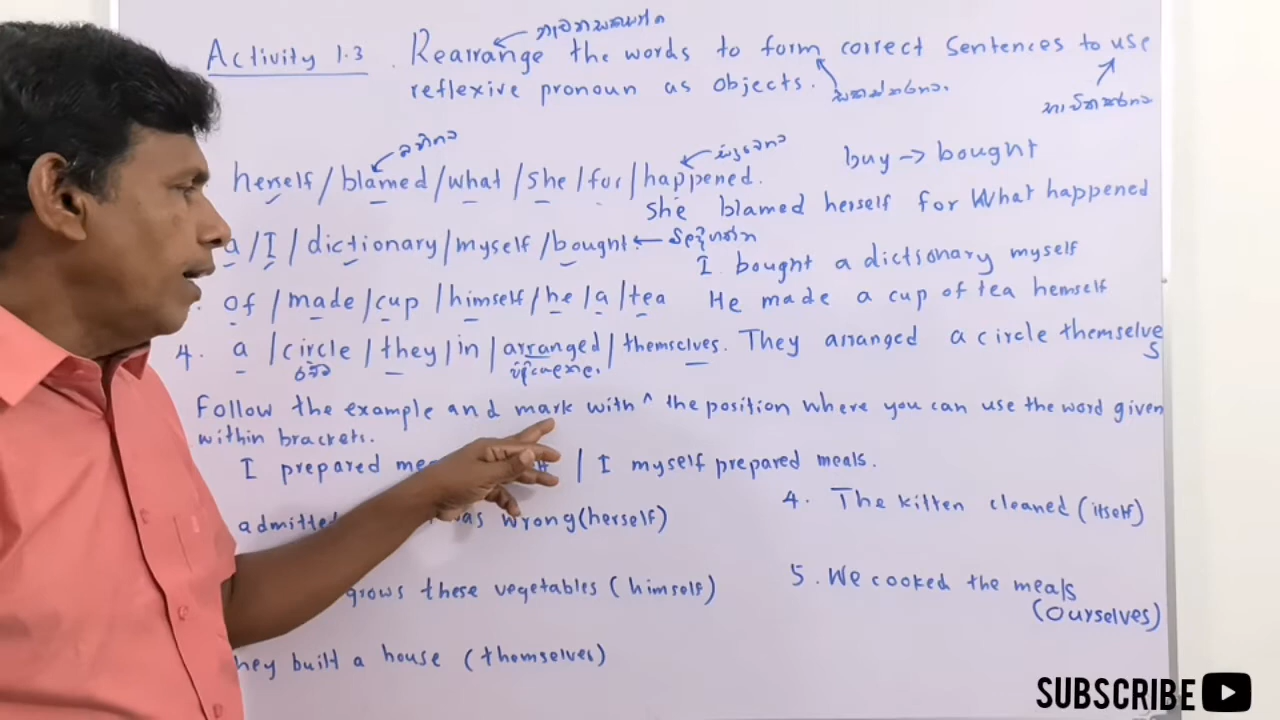 Activity 1.3 Rearrange the words to form correct sentences to use
reflexive pronoun as objects.
buy → bought
herself / blamed / what / she / for / happened.
She blamed herself for What happened
a / I / dictionary / myself / bought
I bought a dictionary myself
of / made / cup / himself / he / a / tea He made a cup of tea hemself
4. a / circle / they / in / arranged / themselves. They arranged a circle themselves
Follow the example and mark with ^ the position where you can use the word given
within brackets.
I prepared | I myself prepared meals.
admitted was wrong (herself)
4. The kitten cleaned (itself)
grows these vegetables (himself)
5. We cooked the meals
(Ourselves)
hey built a house (themselves)
SUBSCRIBE